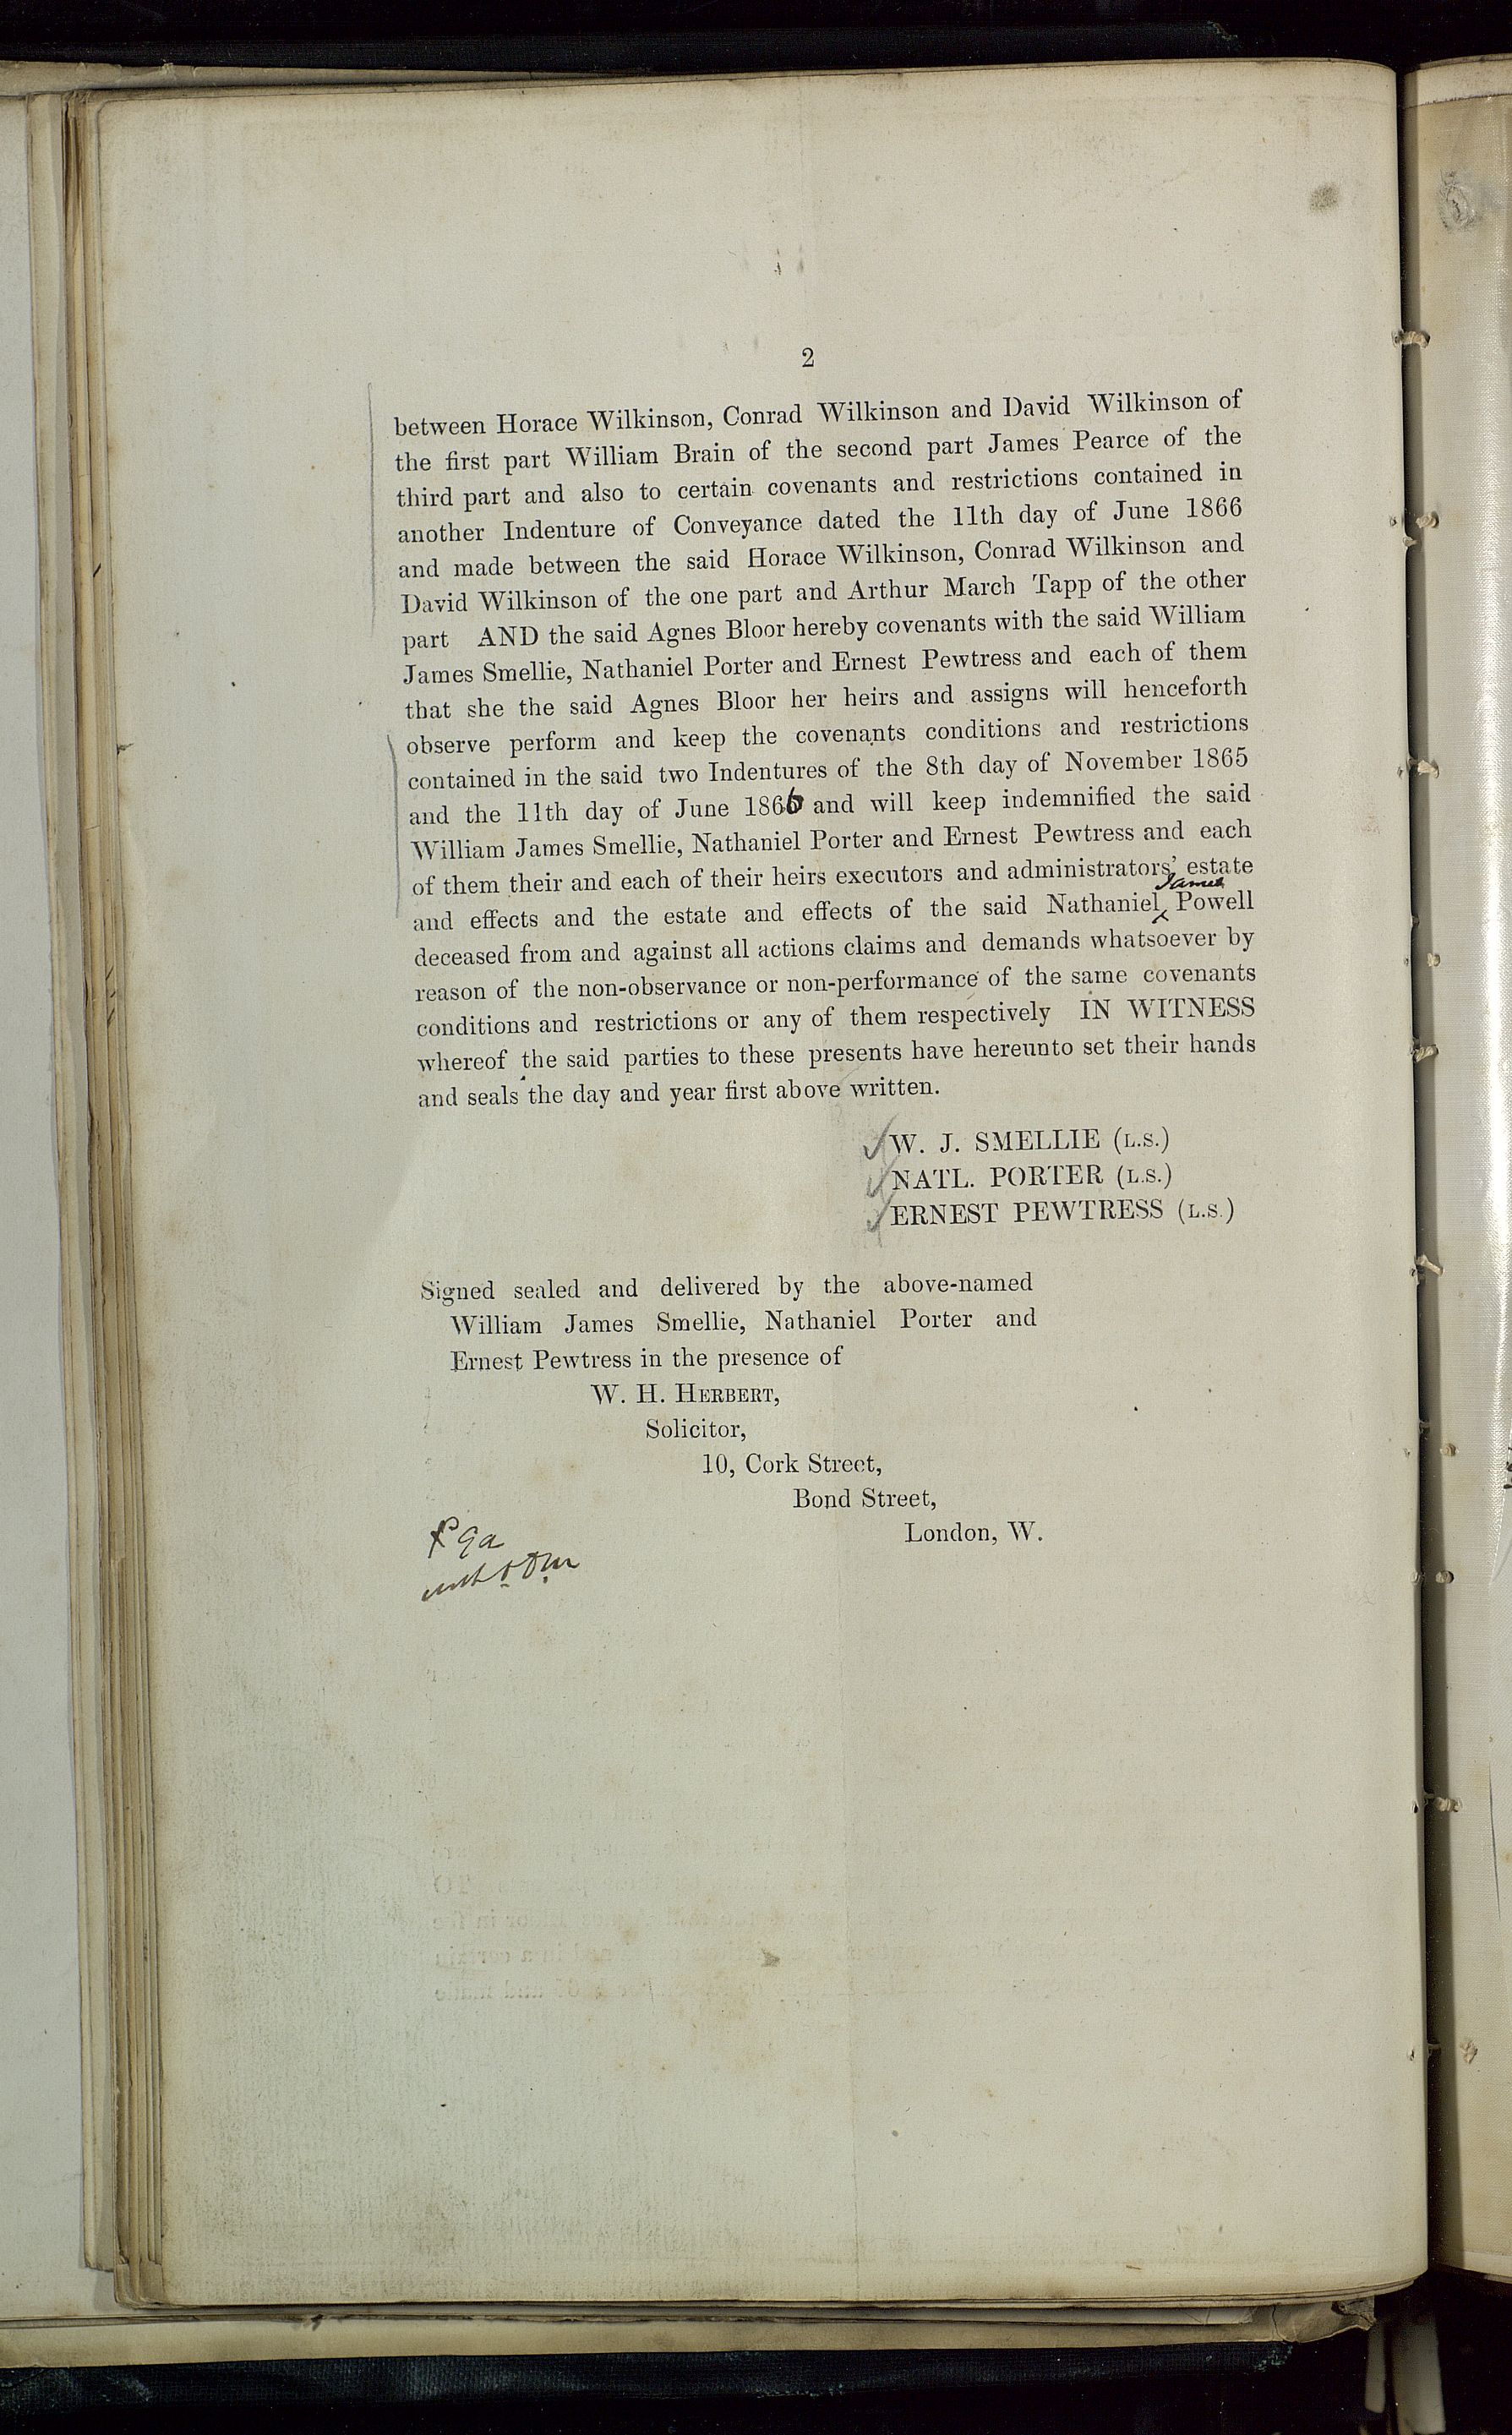 2
between Horace Wilkinson, Conrad Wilkinson and David Wilkinson of
the first part William Brain of the second part James Pearce of the
third part and also to certain covenants and restrictions contained in
another Indenture of Conveyance dated the 11th day of June 1866
and made between the said Horace Wilkinson, Conrad Wilkinson and
David Wilkinson of the one part and Arthur March Tapp of the other
part AND the said Agnes Bloor hereby covenants with the said William
James Smellie, Nathaniel Porter and Ernest Pewtress and each of them
that she the said Agnes Bloor her heirs and assigns will henceforth
observe perform and keep the covenants conditions and restrictions
contained in the said two Indentures of the 8th day of November 1865
and the 11th day of June 1866 and will keep indemnified the said
William James Smellie, Nathaniel Porter and Ernest Pewtress and each
of them their and each of their heirs executors and administrators' estate
James
and effects and the estate and effects of the said Nathaniel Powell
deceased from and against all actions claims and demands whatsoever by
reason of the non-observance or non-performance of the same covenants
conditions and restrictions or any of them respectively IN WITNESS
whereof the said parties to these presents have hereunto set their hands
and seals the day and year first above written.
W. J. SMELLIE (L.S.)
NATL. PORTER (L.S.)
ERNEST PEWTRESS (L.S.)
Signed sealed and delivered by the above-named
William James Smellie, Nathaniel Porter and
Ernest Pewtress in the presence of
W. H. HERBERT,
Solicitor,
10, Cork Street,
Bond Street,
London, W.